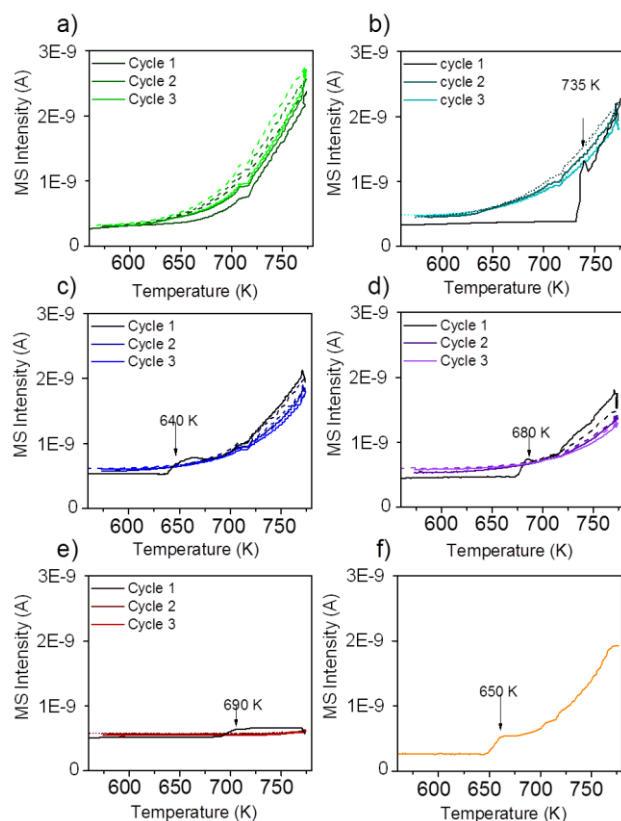 a)
3E-9
2E-9
1E-9
0
MS Intensity (A)
Cycle 1
Cycle 2
Cycle 3
600 650 700 750
Temperature (K)
b)
3E-9
2E-9
1E-9
0
MS Intensity (A)
cycle 1
cycle 2
cycle 3
735 K
600 650 700 750
Temperature (K)
c)
3E-9
2E-9
1E-9
0
MS Intensity (A)
Cycle 1
Cycle 2
Cycle 3
640 K
600 650 700 750
Temperature (K)
d)
3E-9
2E-9
1E-9
0
MS Intensity (A)
Cycle 1
Cycle 2
Cycle 3
680 K
600 650 700 750
Temperature (K)
e)
3E-9
2E-9
1E-9
0
MS Intensity (A)
Cycle 1
Cycle 2
Cycle 3
690 K
600 650 700 750
Temperature (K)
f)
3E-9
2E-9
1E-9
0
MS Intensity (A)
650 K
600 650 700 750
Temperature (K)